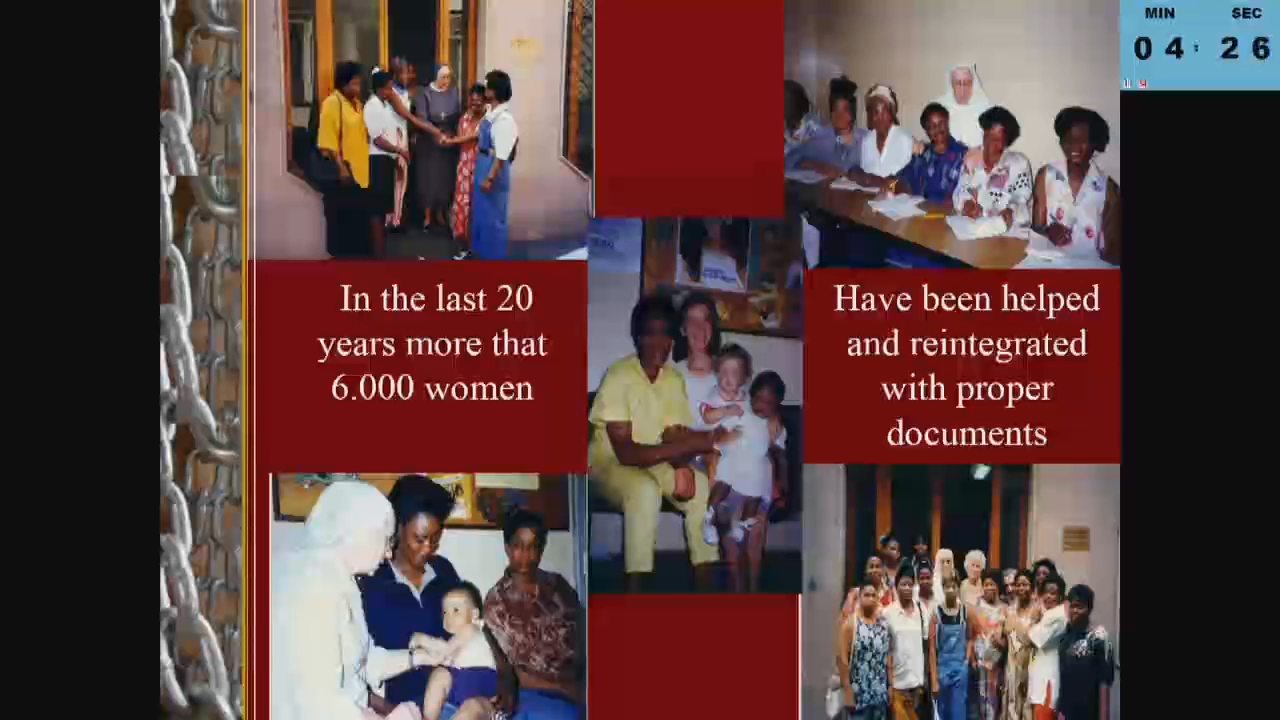 MIN SEC
04:26
In the last 20
years more that
6.000 women
Have been helped
and reintegrated
with proper
documents